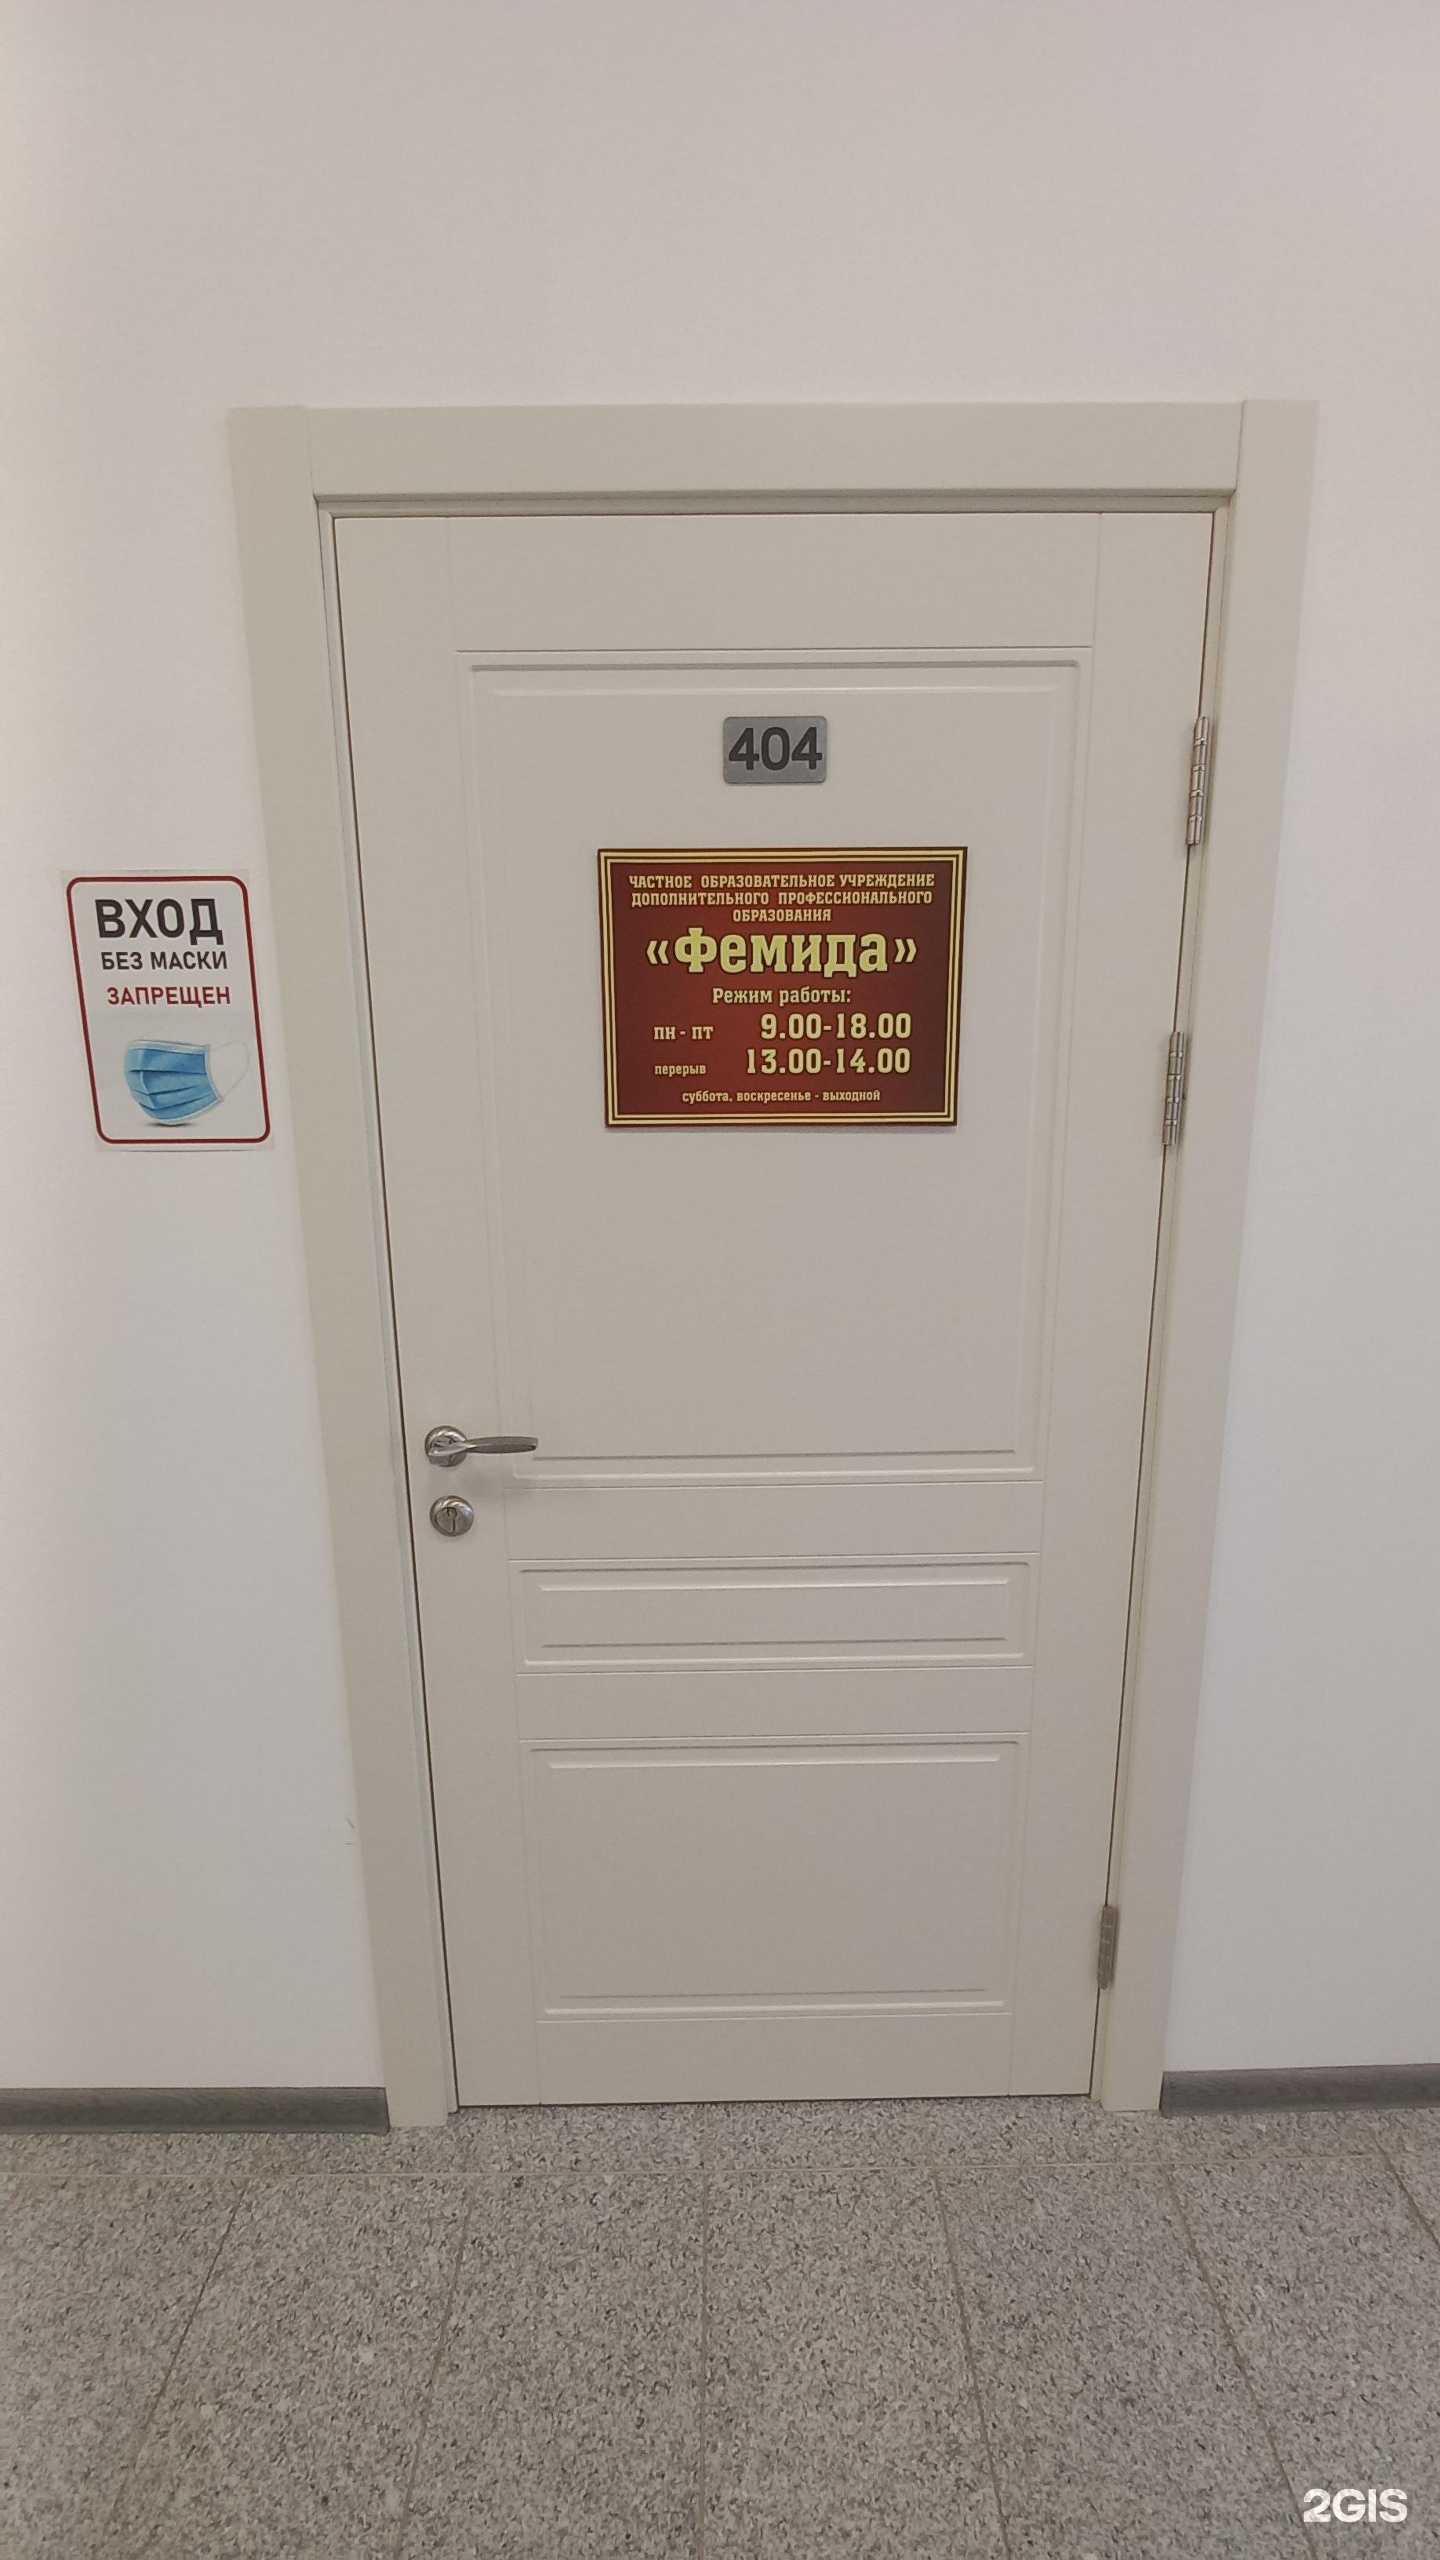 404
ЧАСТНОЕ ОБРАЗОВАТЕЛЬНОЕ УЧРЕЖДЕНИЕ
ДОПОЛНИТЕЛЬНОГО ПРОФЕССИОНАЛЬНОГО
ОБРАЗОВАНИЯ
«Фемида»
Режим работы:
пн - пт 9.00-18.00
перерыв 13.00-14.00
суббота, воскресенье - выходной
ВХОД
БЕЗ МАСКИ
ЗАПРЕЩЕН
2GIS